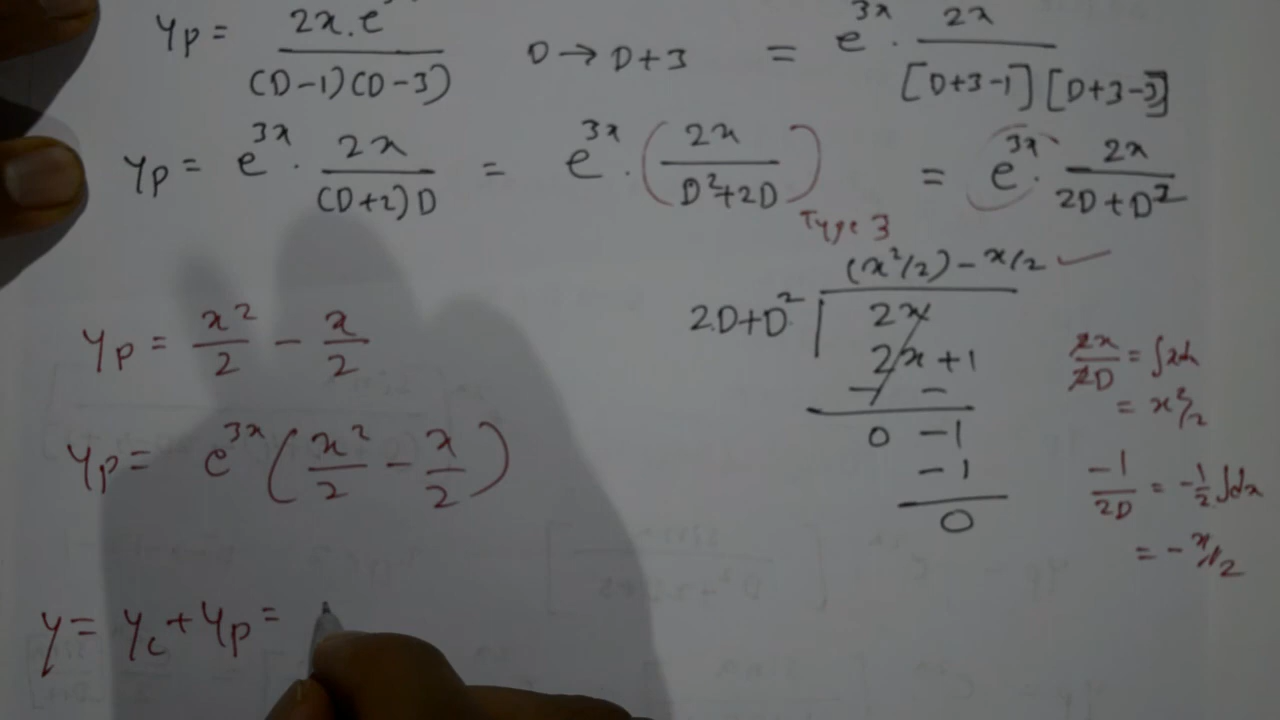 yp = 2x.e / (D-1)(D-3) D → D+3 = e^3x . 2x / [D+3-1][D+3-3]
yp = e^3x . 2x / (D+2)D = e^3x . (2x / D²+2D) = e^3x . 2x / 2D+D²
Type 3
(x²/2) - x/2 ✓
2D+D² | 2x
2x + 1
- -
0 - 1
- 1
0
2x/2D = ∫x dx
= x²/2
-1/2D = -1/2 ∫dx
= -x/2
yp = x²/2 - x/2
yp = e^3x (x²/2 - x/2)
y = yc + yp =